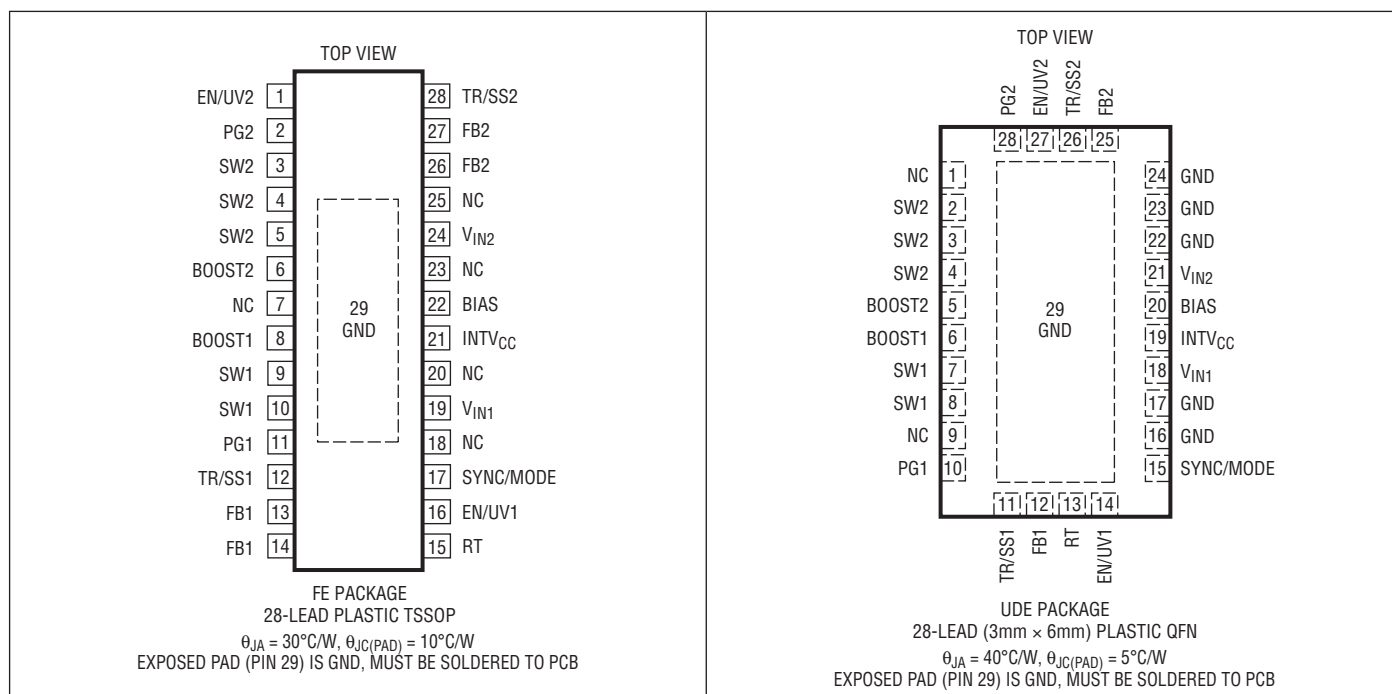 TOP VIEW
EN/UV2 1
PG2 2
SW2 3
SW2 4
SW2 5
BOOST2 6
NC 7
BOOST1 8
SW1 9
SW1 10
PG1 11
TR/SS1 12
FB1 13
FB1 14
28 TR/SS2
27 FB2
26 FB2
25 NC
24 VIN2
23 NC
22 BIAS
21 INTVCC
20 NC
19 VIN1
18 NC
17 SYNC/MODE
16 EN/UV1
15 RT
29
GND
FE PACKAGE
28-LEAD PLASTIC TSSOP
θJA = 30°C/W, θJC(PAD) = 10°C/W
EXPOSED PAD (PIN 29) IS GND, MUST BE SOLDERED TO PCB
TOP VIEW
PG2
EN/UV2
TR/SS2
FB2
28 27 26 25
NC 1
SW2 2
SW2 3
SW2 4
BOOST2 5
BOOST1 6
SW1 7
SW1 8
NC 9
PG1 10
24 GND
23 GND
22 GND
21 VIN2
20 BIAS
19 INTVCC
18 VIN1
17 GND
16 GND
15 SYNC/MODE
29
GND
11 12 13 14
TR/SS1
FB1
RT
EN/UV1
UDE PACKAGE
28-LEAD (3mm × 6mm) PLASTIC QFN
θJA = 40°C/W, θJC(PAD) = 5°C/W
EXPOSED PAD (PIN 29) IS GND, MUST BE SOLDERED TO PCB